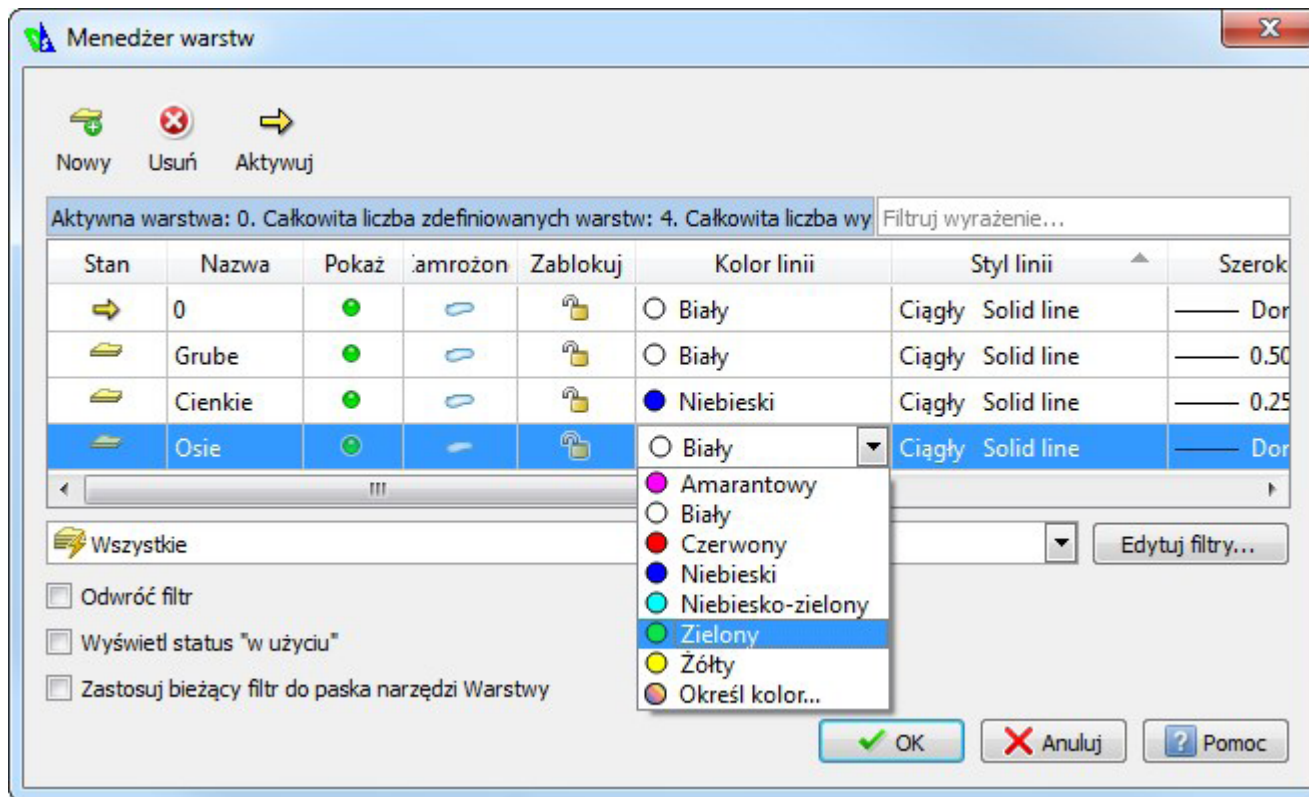 Menedżer warstw
Nowy Usuń Aktywuj
Aktywna warstwa: 0. Całkowita liczba zdefiniowanych warstw: 4. Całkowita liczba wy Filtruj wyrażenie...
Stan Nazwa Pokaż amrożon Zablokuj Kolor linii Styl linii Szerok
0 Biały Ciągły Solid line Dor
Grube Biały Ciągły Solid line 0.50
Cienkie Niebieski Ciągły Solid line 0.25
Osie Biały Ciągły Solid line Dor
Amarantowy
Biały
Czerwony
Niebieski
Niebiesko-zielony
Zielony
Żółty
Określ kolor...
Wszystkie Edytuj filtry...
Odwróć filtr
Wyświetl status "w użyciu"
Zastosuj bieżący filtr do paska narzędzi Warstwy
OK Anuluj Pomoc